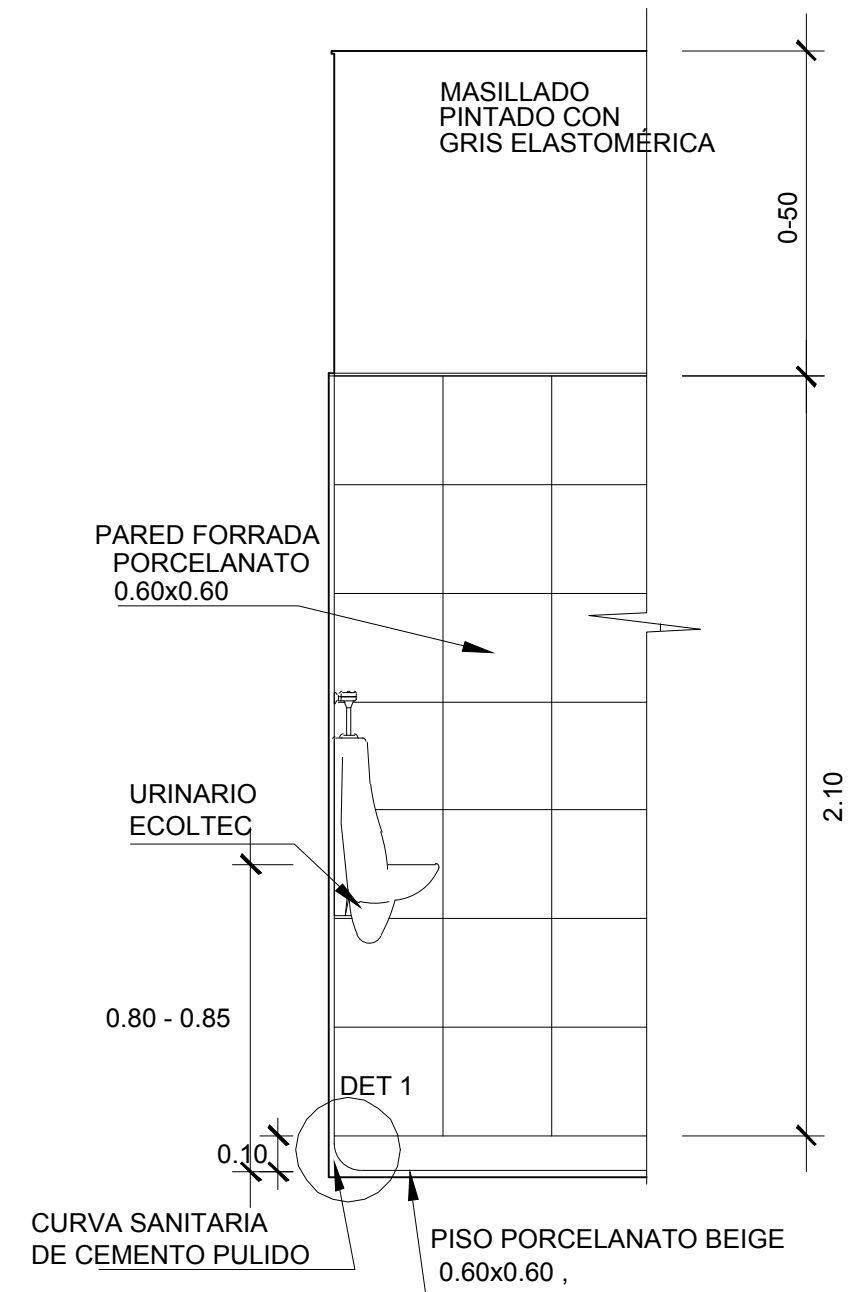 MASILLADO
PINTADO CON
GRIS ELASTOMÉRICA
0-50
PARED FORRADA
PORCELANATO
0.60x0.60
2.10
URINARIO
ECOLTEC
0.80 - 0.85
DET 1
0.10
CURVA SANITARIA
DE CEMENTO PULIDO
PISO PORCELANATO BEIGE
0.60x0.60 ,